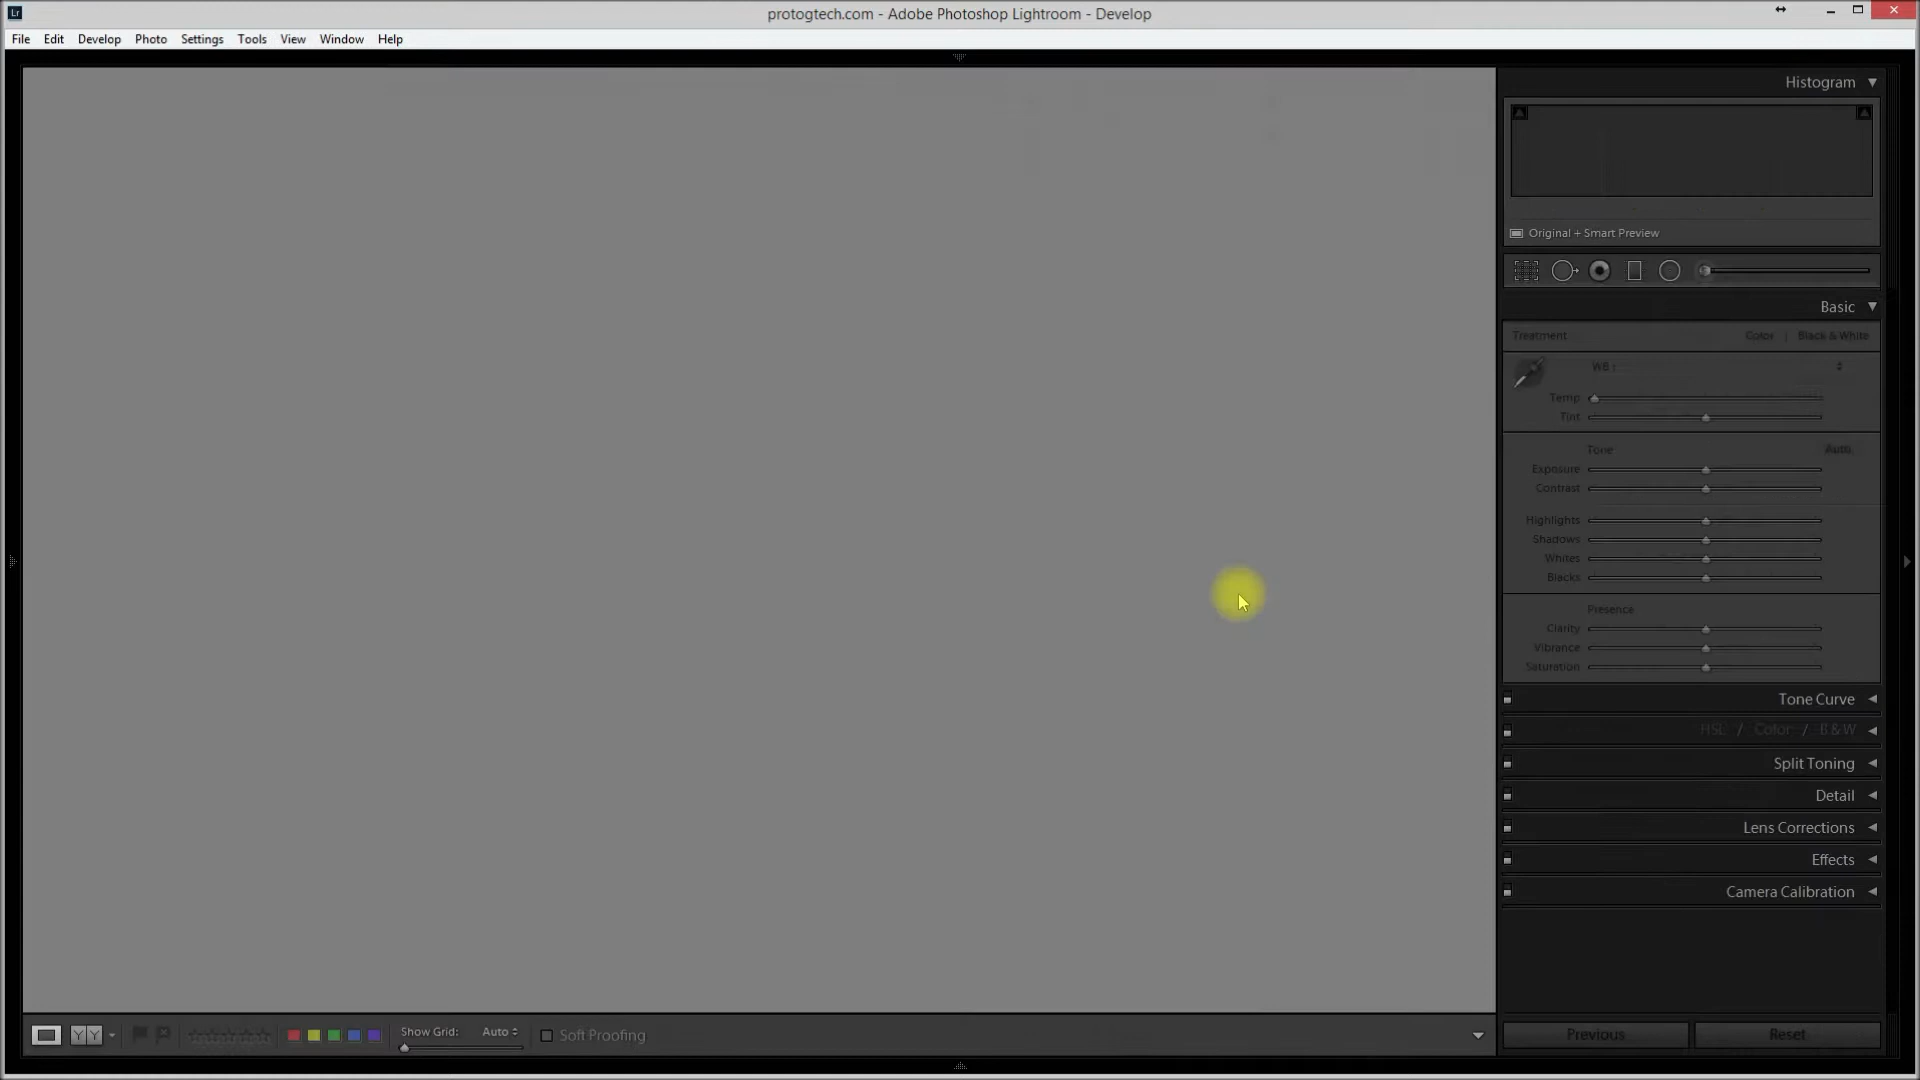 Lr protogtech.com - Adobe Photoshop Lightroom - Develop
File Edit Develop Photo Settings Tools View Window Help
Histogram
Original + Smart Preview
Basic
Treatment Color | Black & White
WB :
Temp
Tint
Tone Auto
Exposure
Contrast
Highlights
Shadows
Whites
Blacks
Presence
Clarity
Vibrance
Saturation
Tone Curve
HSL / Color / B & W
Split Toning
Detail
Lens Corrections
Effects
Camera Calibration
YY Show Grid: Auto Soft Proofing Previous Reset